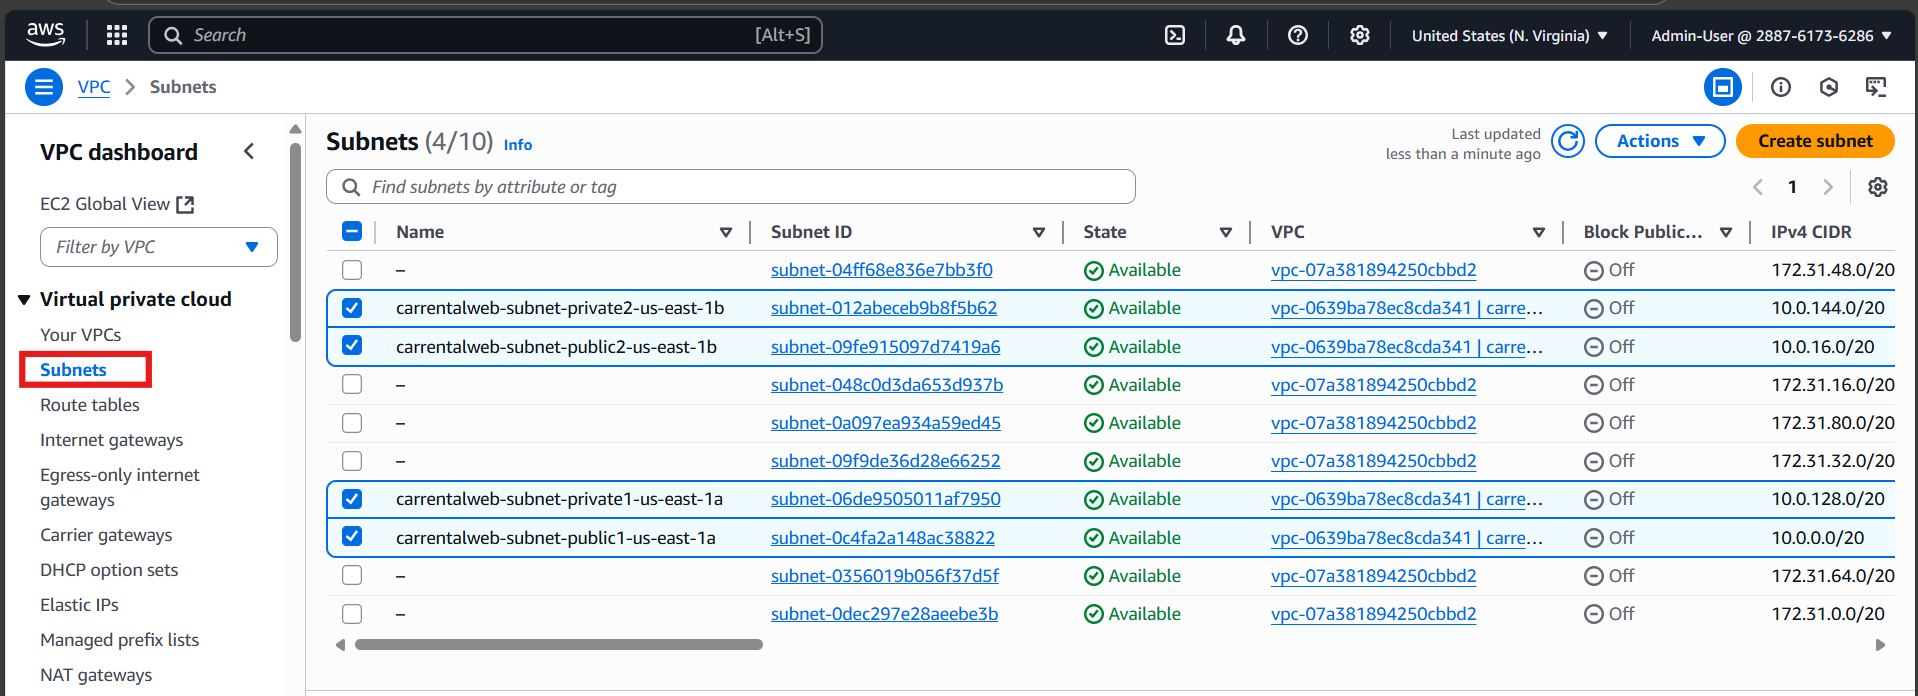 aws
Search [Alt+S]
United States (N. Virginia)
Admin-User @ 2887-6173-6286
VPC
Subnets
VPC dashboard
EC2 Global View
Filter by VPC
Virtual private cloud
Your VPCs
Subnets
Route tables
Internet gateways
Egress-only internet
gateways
Carrier gateways
DHCP option sets
Elastic IPs
Managed prefix lists
NAT gateways
Subnets (4/10) Info
Last updated
less than a minute ago
Actions
Create subnet
Find subnets by attribute or tag
1
Name Subnet ID State VPC Block Public... IPv4 CIDR
– subnet-04ff68e836e7bb3f0 Available vpc-07a381894250cbbd2 Off 172.31.48.0/20
carrentalweb-subnet-private2-us-east-1b subnet-012abeceb9b8f5b62 Available vpc-0639ba78ec8cda341 | carre... Off 10.0.144.0/20
carrentalweb-subnet-public2-us-east-1b subnet-09fe915097d7419a6 Available vpc-0639ba78ec8cda341 | carre... Off 10.0.16.0/20
– subnet-048c0d3da653d937b Available vpc-07a381894250cbbd2 Off 172.31.16.0/20
– subnet-0a097ea934a59ed45 Available vpc-07a381894250cbbd2 Off 172.31.80.0/20
– subnet-09f9de36d28e66252 Available vpc-07a381894250cbbd2 Off 172.31.32.0/20
carrentalweb-subnet-private1-us-east-1a subnet-06de9505011af7950 Available vpc-0639ba78ec8cda341 | carre... Off 10.0.128.0/20
carrentalweb-subnet-public1-us-east-1a subnet-0c4fa2a148ac38822 Available vpc-0639ba78ec8cda341 | carre... Off 10.0.0.0/20
– subnet-0356019b056f37d5f Available vpc-07a381894250cbbd2 Off 172.31.64.0/20
– subnet-0dec297e28aeebe3b Available vpc-07a381894250cbbd2 Off 172.31.0.0/20